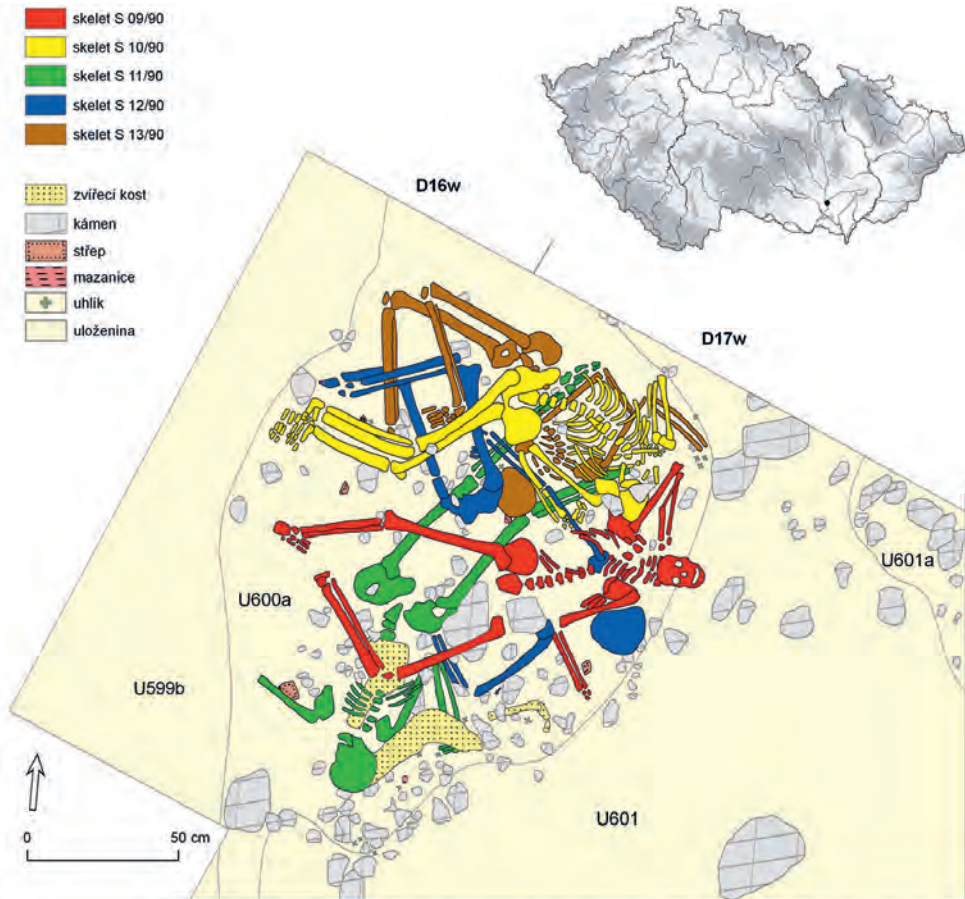 skelet S 09/90
skelet S 10/90
skelet S 11/90
skelet S 12/90
skelet S 13/90
zvířecí kost
kámen
střep
mazanice
uhlík
uloženina
D16w
D17w
U601a
U600a
U599b
U601
0 50 cm